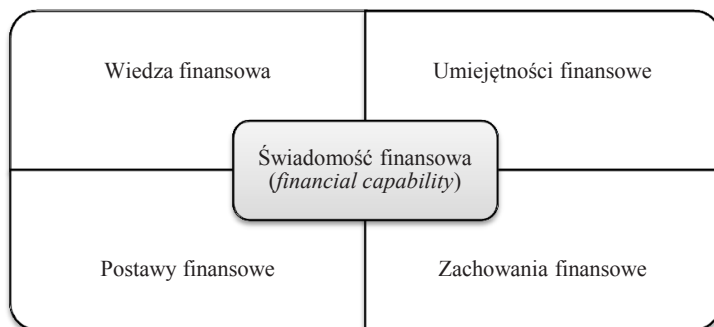 Wiedza finansowa
Umiejętności finansowe
Świadomość finansowa
(financial capability)
Postawy finansowe
Zachowania finansowe